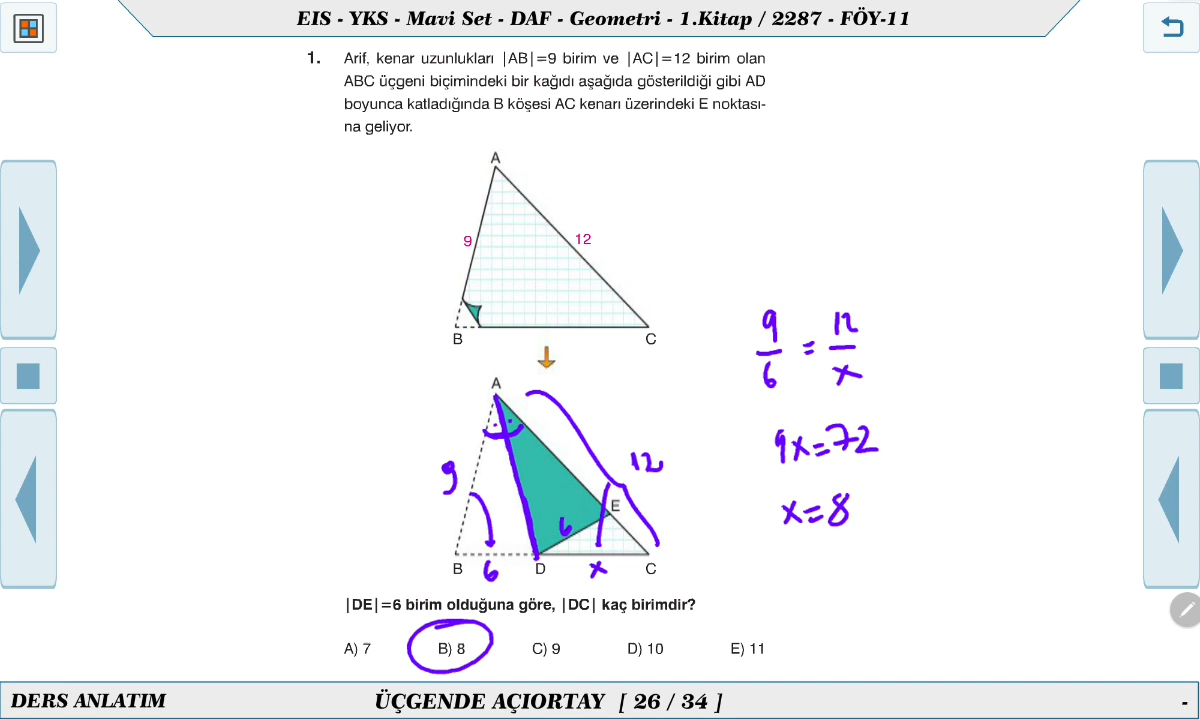 EIS - YKS - Mavi Set - DAF - Geometri - 1.Kitap / 2287 - FÖY-11
1. Arif, kenar uzunlukları |AB|=9 birim ve |AC|=12 birim olan
ABC üçgeni biçimindeki bir kağıdı aşağıda gösterildiği gibi AD
boyunca katladığında B köşesi AC kenarı üzerindeki E noktası-
na geliyor.
A
9
12
B
C
A
9
12
E
6
B
D
C
6
x
9/6 = 12/x
9x=72
x=8
|DE|=6 birim olduğuna göre, |DC| kaç birimdir?
A) 7 B) 8 C) 9 D) 10 E) 11
DERS ANLATIM ÜÇGENDE AÇIORTAY [ 26 / 34 ] -